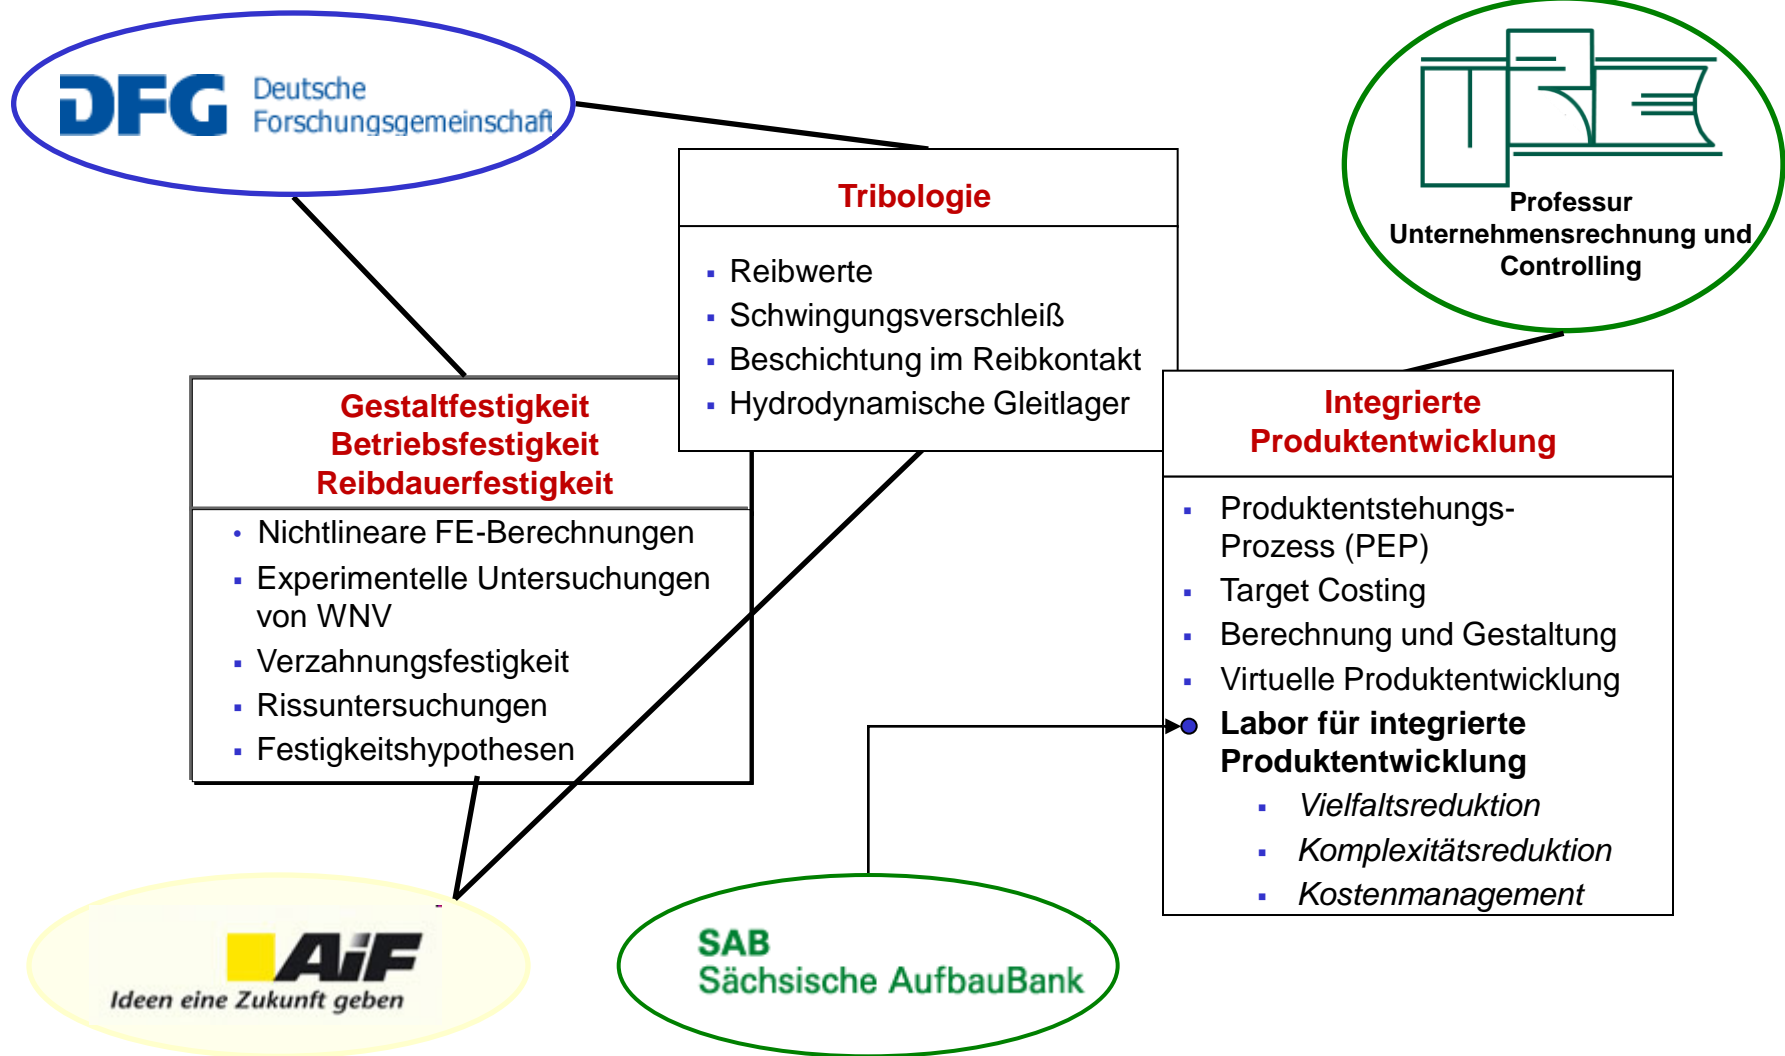 DFG
Deutsche
Forschungsgemeinschaft
Professur
Unternehmensrechnung und
Controlling
Tribologie
Reibwerte
Schwingungsverschleiß
Beschichtung im Reibkontakt
Hydrodynamische Gleitlager
Gestaltfestigkeit
Betriebsfestigkeit
Reibdauerfestigkeit
Nichtlineare FE-Berechnungen
Experimentelle Untersuchungen
von WNV
Verzahnungsfestigkeit
Rissuntersuchungen
Festigkeitshypothesen
Integrierte
Produktentwicklung
Produktentstehungs-
Prozess (PEP)
Target Costing
Berechnung und Gestaltung
Virtuelle Produktentwicklung
Labor für integrierte
Produktentwicklung
Vielfaltsreduktion
Komplexitätsreduktion
Kostenmanagement
AiF
Ideen eine Zukunft geben
SAB
Sächsische AufbauBank